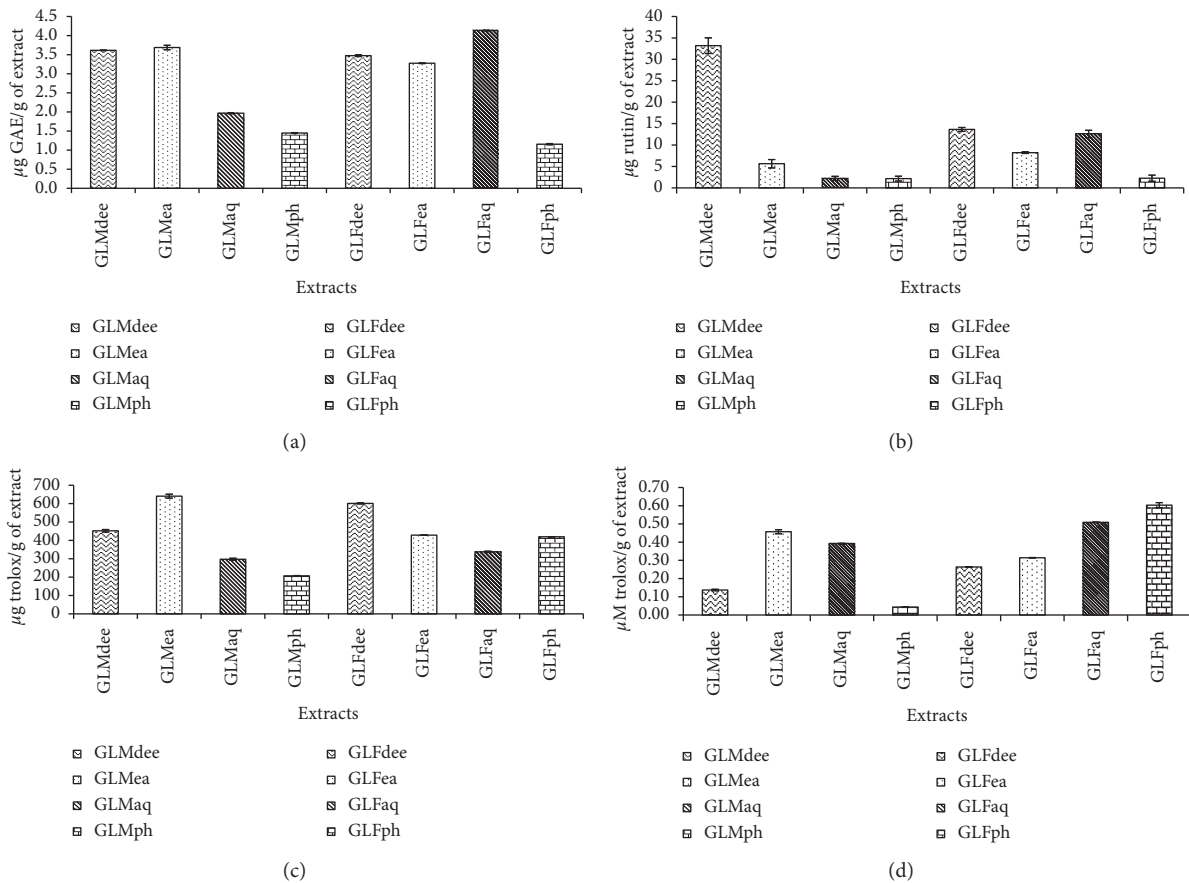 4.5
4.0
3.5
3.0
2.5
2.0
1.5
1.0
0.5
0.0
µg GAE/g of extract
GLMdee
GLMea
GLMaq
GLMph
GLFdee
GLFea
GLFaq
GLFph
Extracts
GLMdee GLFdee
GLMea GLFea
GLMaq GLFaq
GLMph GLFph
(a)
40
35
30
25
20
15
10
5
0
µg rutin/g of extract
GLMdee
GLMea
GLMaq
GLMph
GLFdee
GLFea
GLFaq
GLFph
Extracts
GLMdee GLFdee
GLMea GLFea
GLMaq GLFaq
GLMph GLFph
(b)
700
600
500
400
300
200
100
0
µg trolox/g of extract
GLMdee
GLMea
GLMaq
GLMph
GLFdee
GLFea
GLFaq
GLFph
Extracts
GLMdee GLFdee
GLMea GLFea
GLMaq GLFaq
GLMph GLFph
(c)
0.70
0.60
0.50
0.40
0.30
0.20
0.10
0.00
µM trolox/g of extract
GLMdee
GLMea
GLMaq
GLMph
GLFdee
GLFea
GLFaq
GLFph
Extracts
GLMdee GLFdee
GLMea GLFea
GLMaq GLFaq
GLMph GLFph
(d)